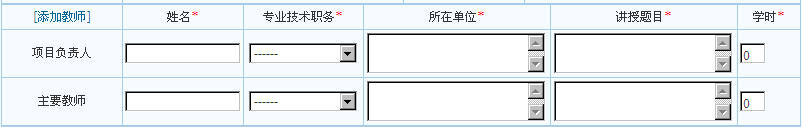 [添加教师] 姓名* 专业技术职务* 所在单位* 讲授题目* 学时*
项目负责人 ------ 0
主要教师 ------ 0